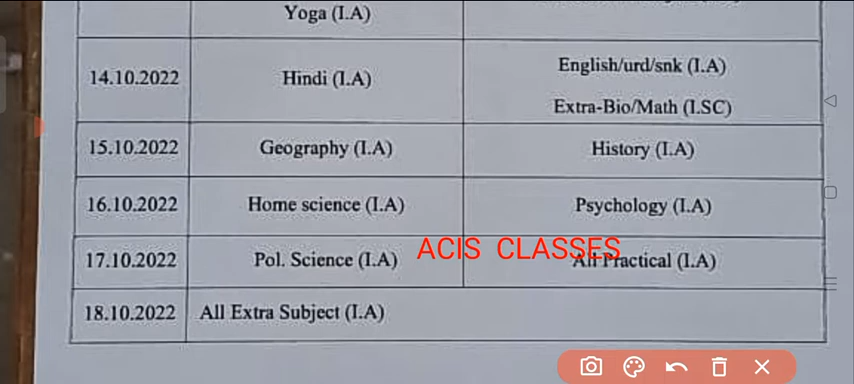 Yoga (I.A)
14.10.2022 Hindi (I.A) English/urd/snk (I.A)
Extra-Bio/Math (I.SC)
15.10.2022 Geography (I.A) History (I.A)
16.10.2022 Home science (I.A) Psychology (I.A)
ACIS CLASSES
17.10.2022 Pol. Science (I.A) All Practical (I.A)
18.10.2022 All Extra Subject (I.A)